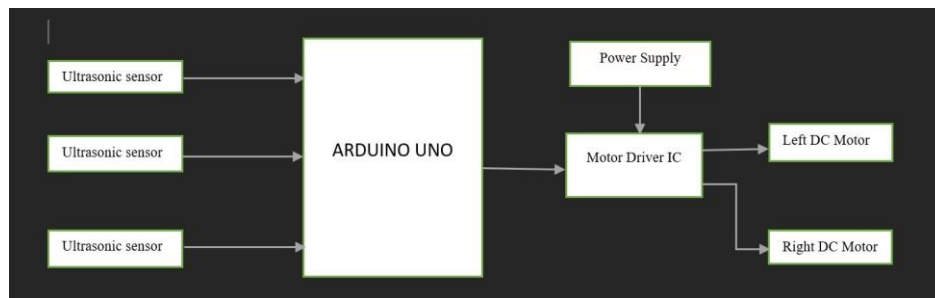 Ultrasonic sensor
Ultrasonic sensor
Ultrasonic sensor
ARDUINO UNO
Power Supply
Motor Driver IC
Left DC Motor
Right DC Motor